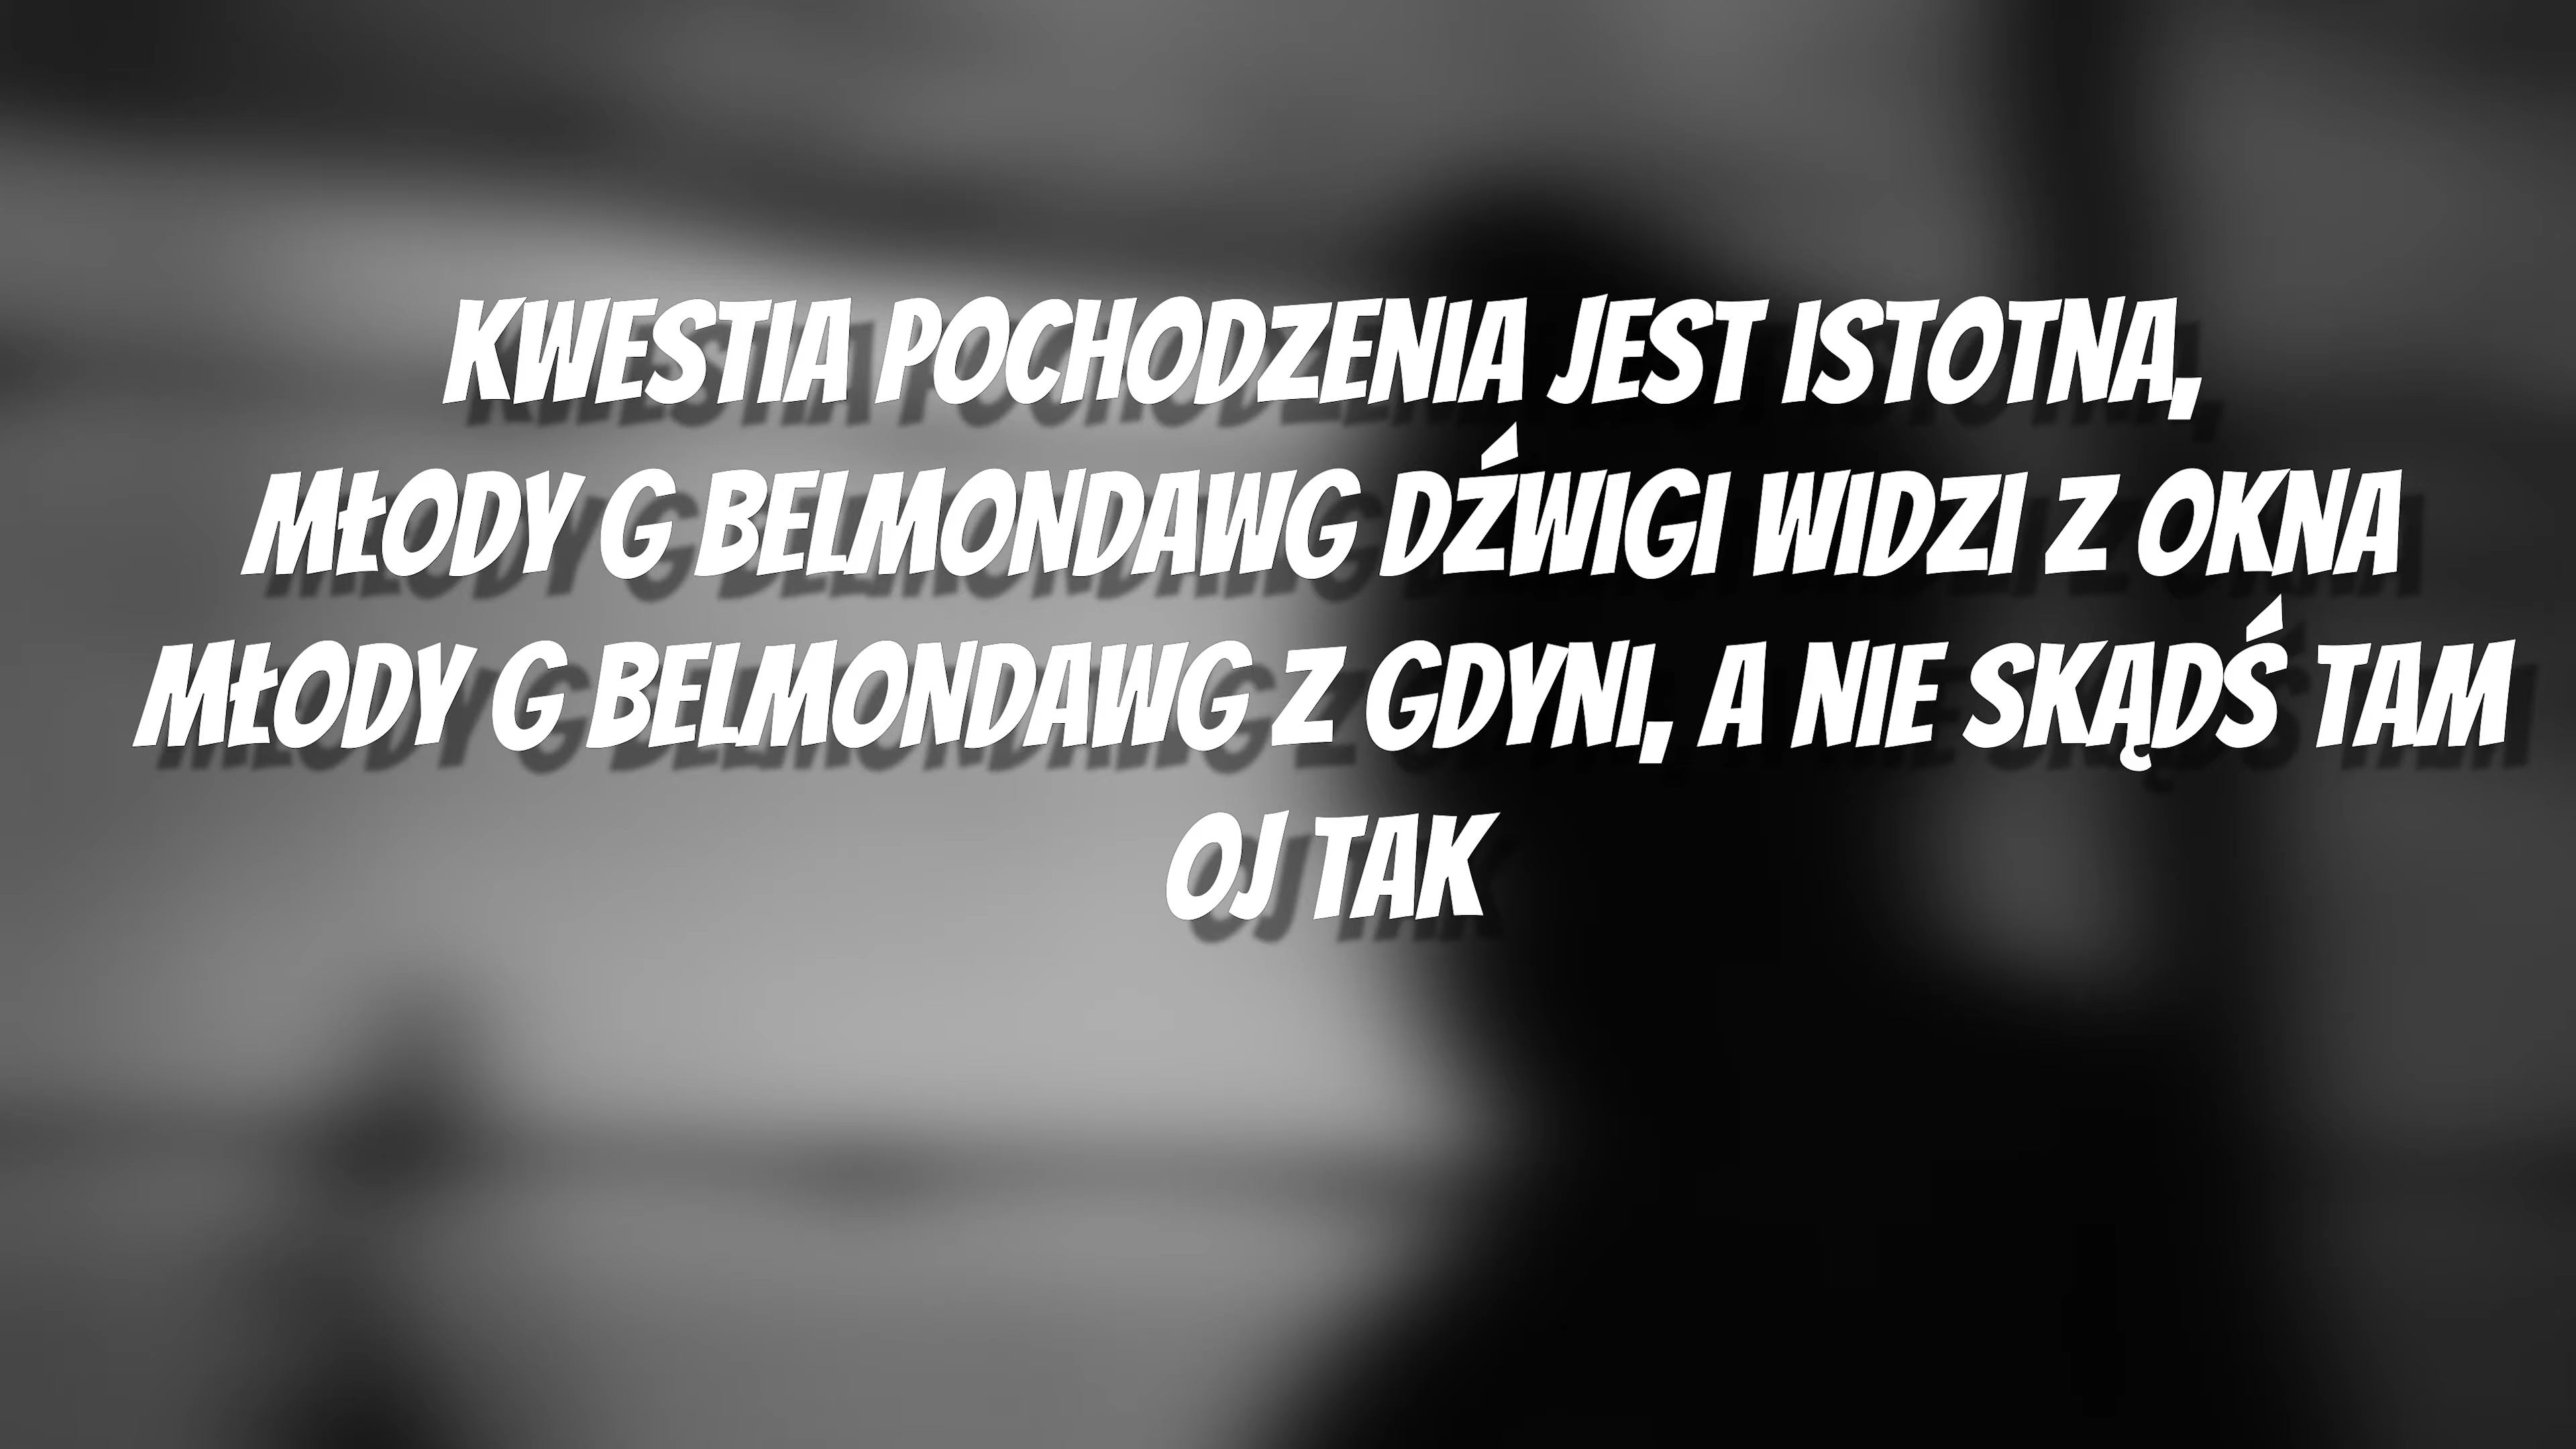 KWESTIA POCHODZENIA JEST ISTOTNA,
MŁODY G BELMONDAWG DŹWIGI WIDZI Z OKNA
MŁODY G BELMONDAWG Z GDYNI, A NIE SKĄDŚ TAM
OJ TAK